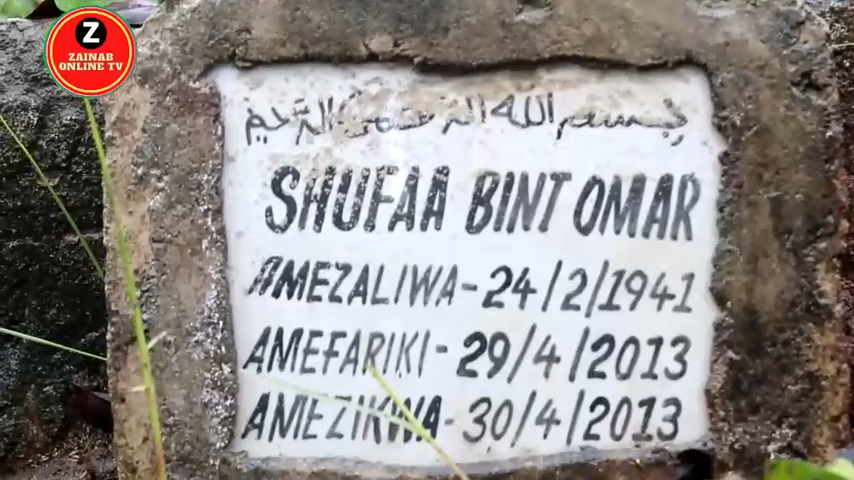 Z
ZAINAB
ONLINE TV
بسم الله الرحمن الرحيم
SHUFAA BINT OMAR
AMEZALIWA-24/2/1941
AMEFARIKI-29/4/2013
AMEZIKWA-30/4/2013